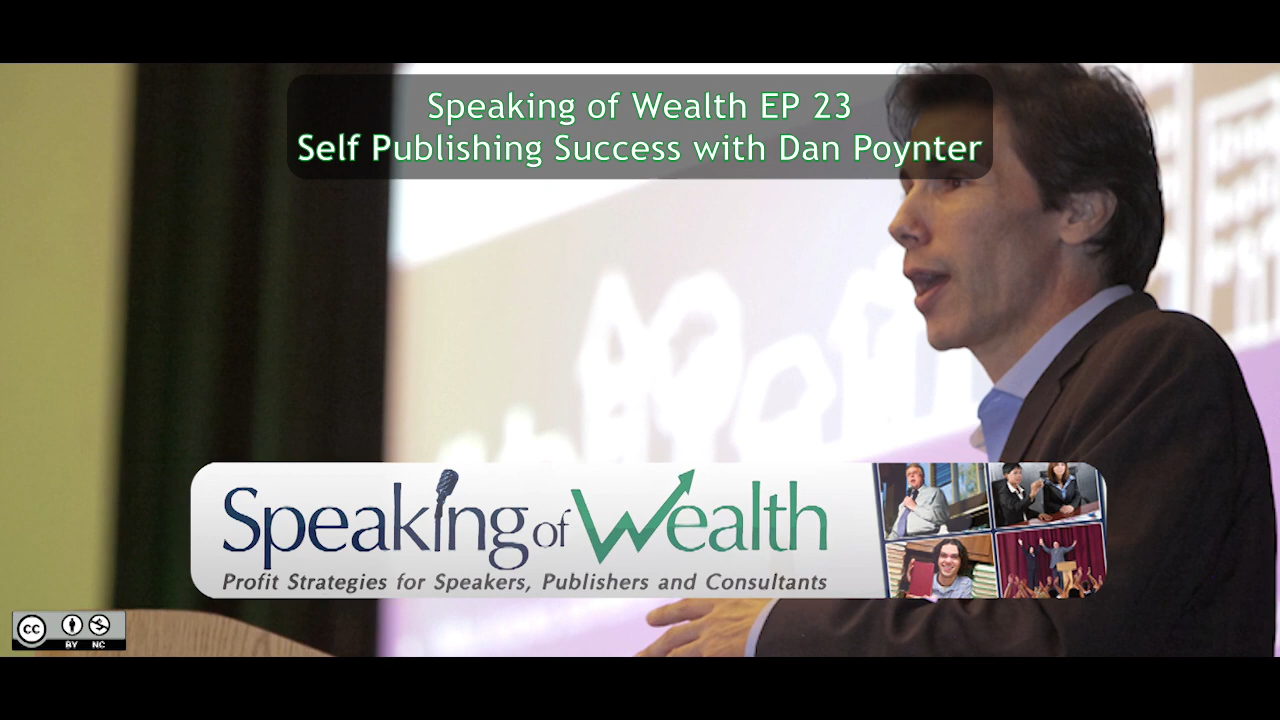 Speaking of Wealth EP 23
Self Publishing Success with Dan Poynter
Speaking of Wealth
Profit Strategies for Speakers, Publishers and Consultants
cc
BY NC